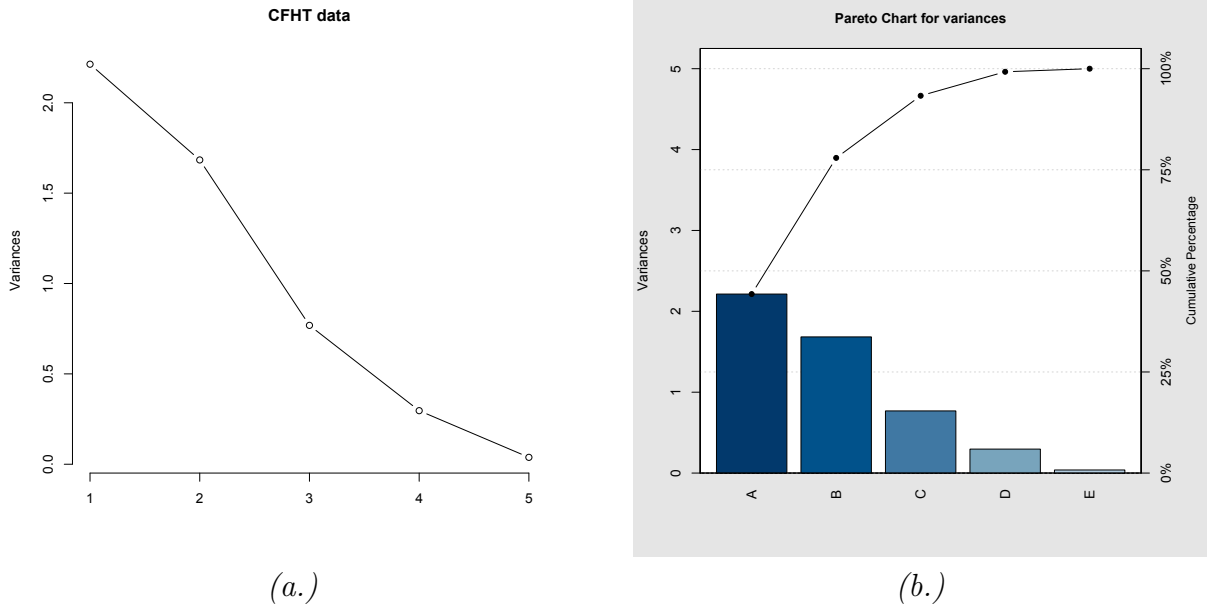 CFHT data
Variances
2.0
1.5
1.0
0.5
0.0
1 2 3 4 5
(a.)
Pareto Chart for variances
Variances
5
4
3
2
1
0
100%
75%
50%
25%
0%
Cumulative Percentage
A B C D E
(b.)